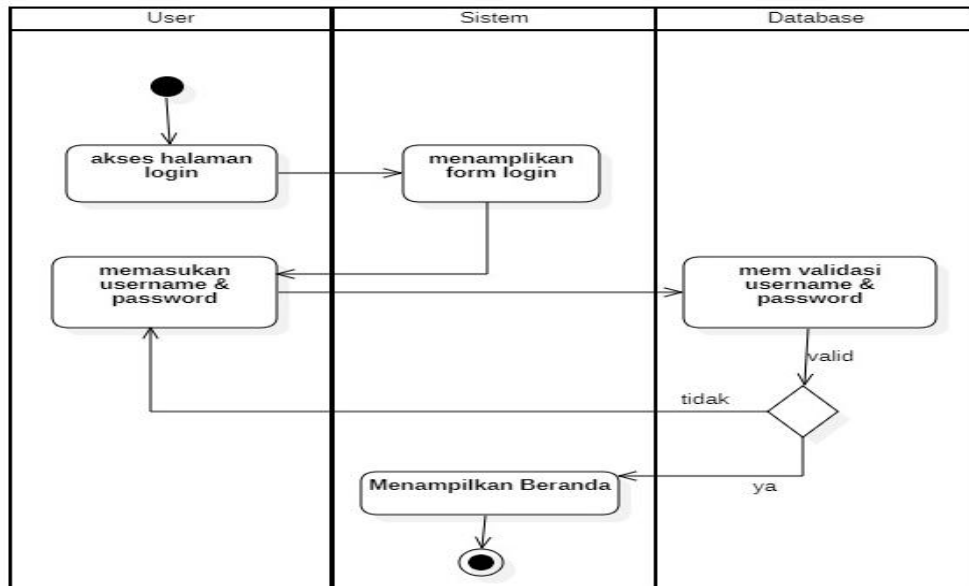 User
Sistem
Database
akses halaman
login
menamplikan
form login
memasukan
username &
password
mem validasi
username &
password
valid
tidak
ya
Menampilkan Beranda